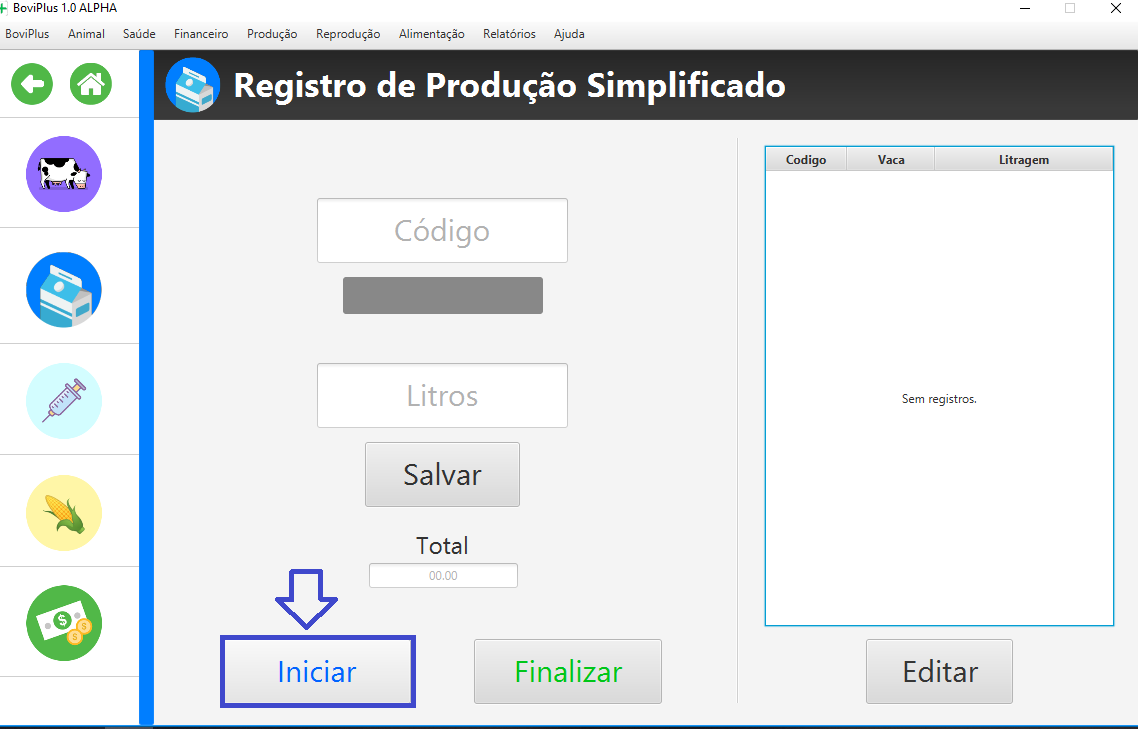 BoviPlus 1.0 ALPHA
BoviPlus Animal Saúde Financeiro Produção Reprodução Alimentação Relatórios Ajuda
Registro de Produção Simplificado
Codigo Vaca Litragem
Código
Litros
Sem registros.
Salvar
Total
00.00
Iniciar Finalizar Editar